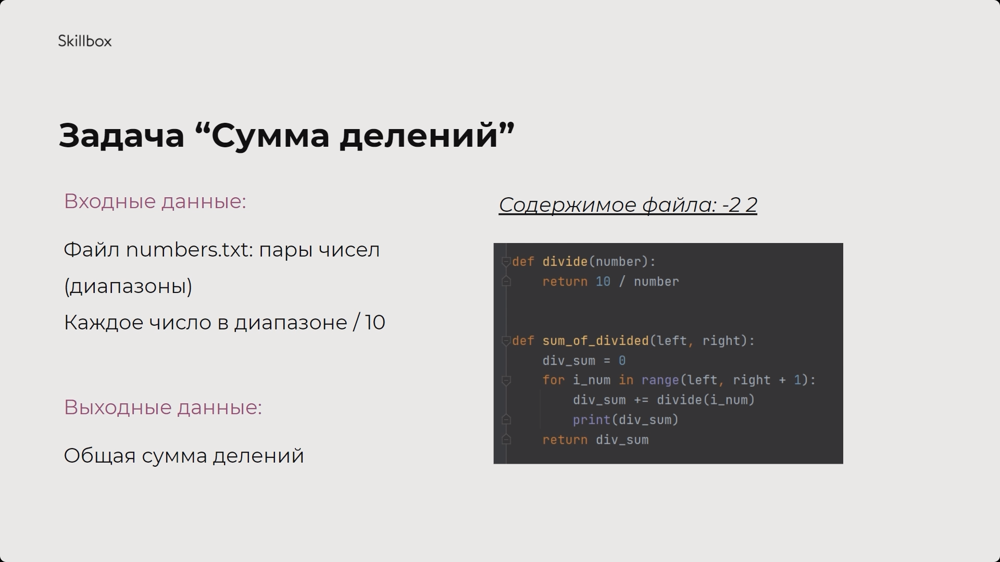 Skillbox
Задача “Сумма делений”
Входные данные:
Файл numbers.txt: пары чисел
(диапазоны)
Каждое число в диапазоне / 10
Выходные данные:
Общая сумма делений
Содержимое файла: -2 2
def divide(number):
    return 10 / number
def sum_of_divided(left, right):
    div_sum = 0
    for i_num in range(left, right + 1):
        div_sum += divide(i_num)
        print(div_sum)
    return div_sum